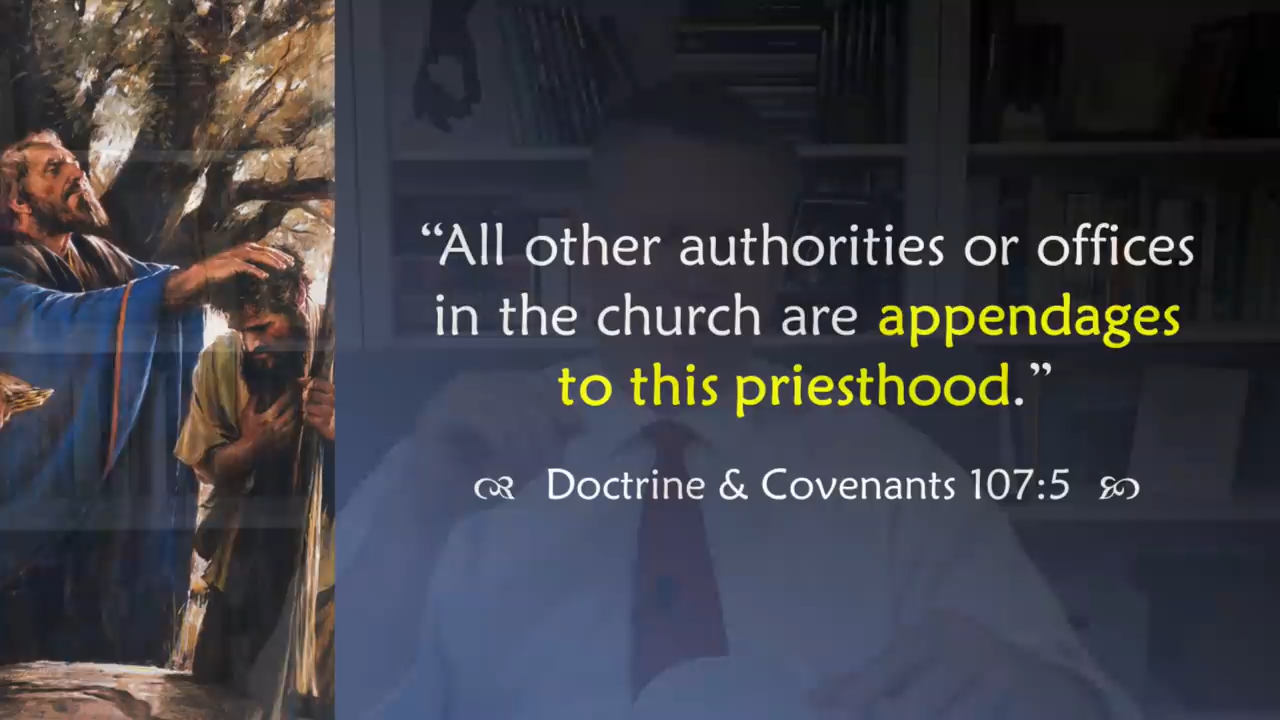 “All other authorities or offices
in the church are appendages
to this priesthood.”
Doctrine & Covenants 107:5